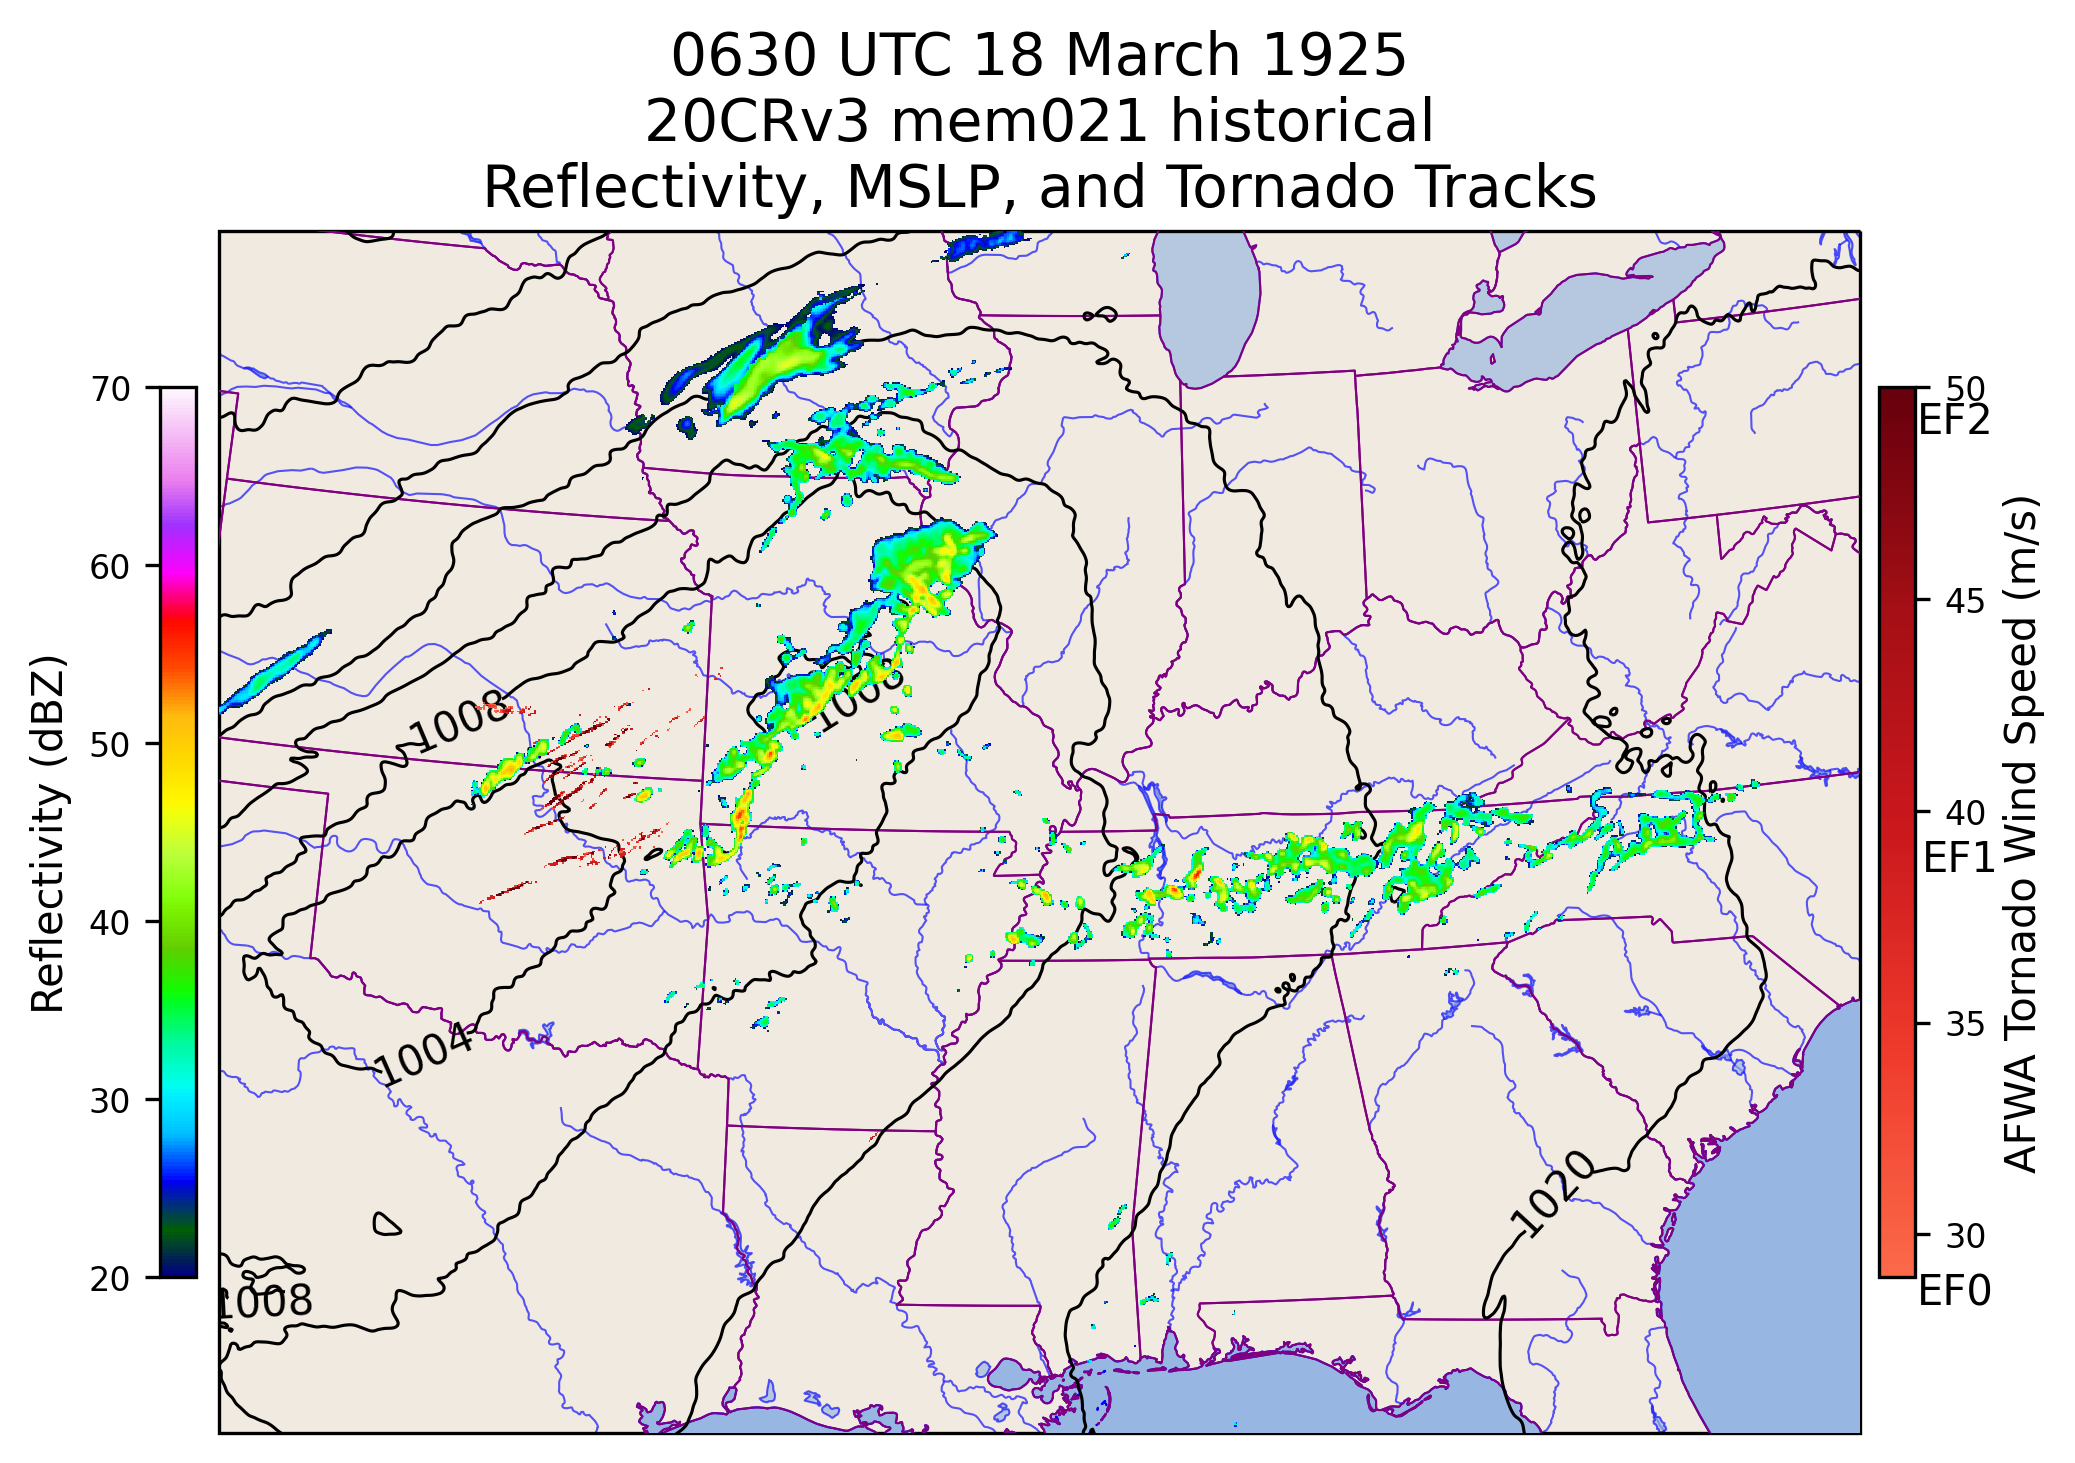 0630 UTC 18 March 1925
20CRv3 mem021 historical
Reflectivity, MSLP, and Tornado Tracks
70
60
50
40
30
20
Reflectivity (dBZ)
1008
1008
1004
1008
1020
50
EF2
45
40
EF1
35
30
EF0
AFWA Tornado Wind Speed (m/s)